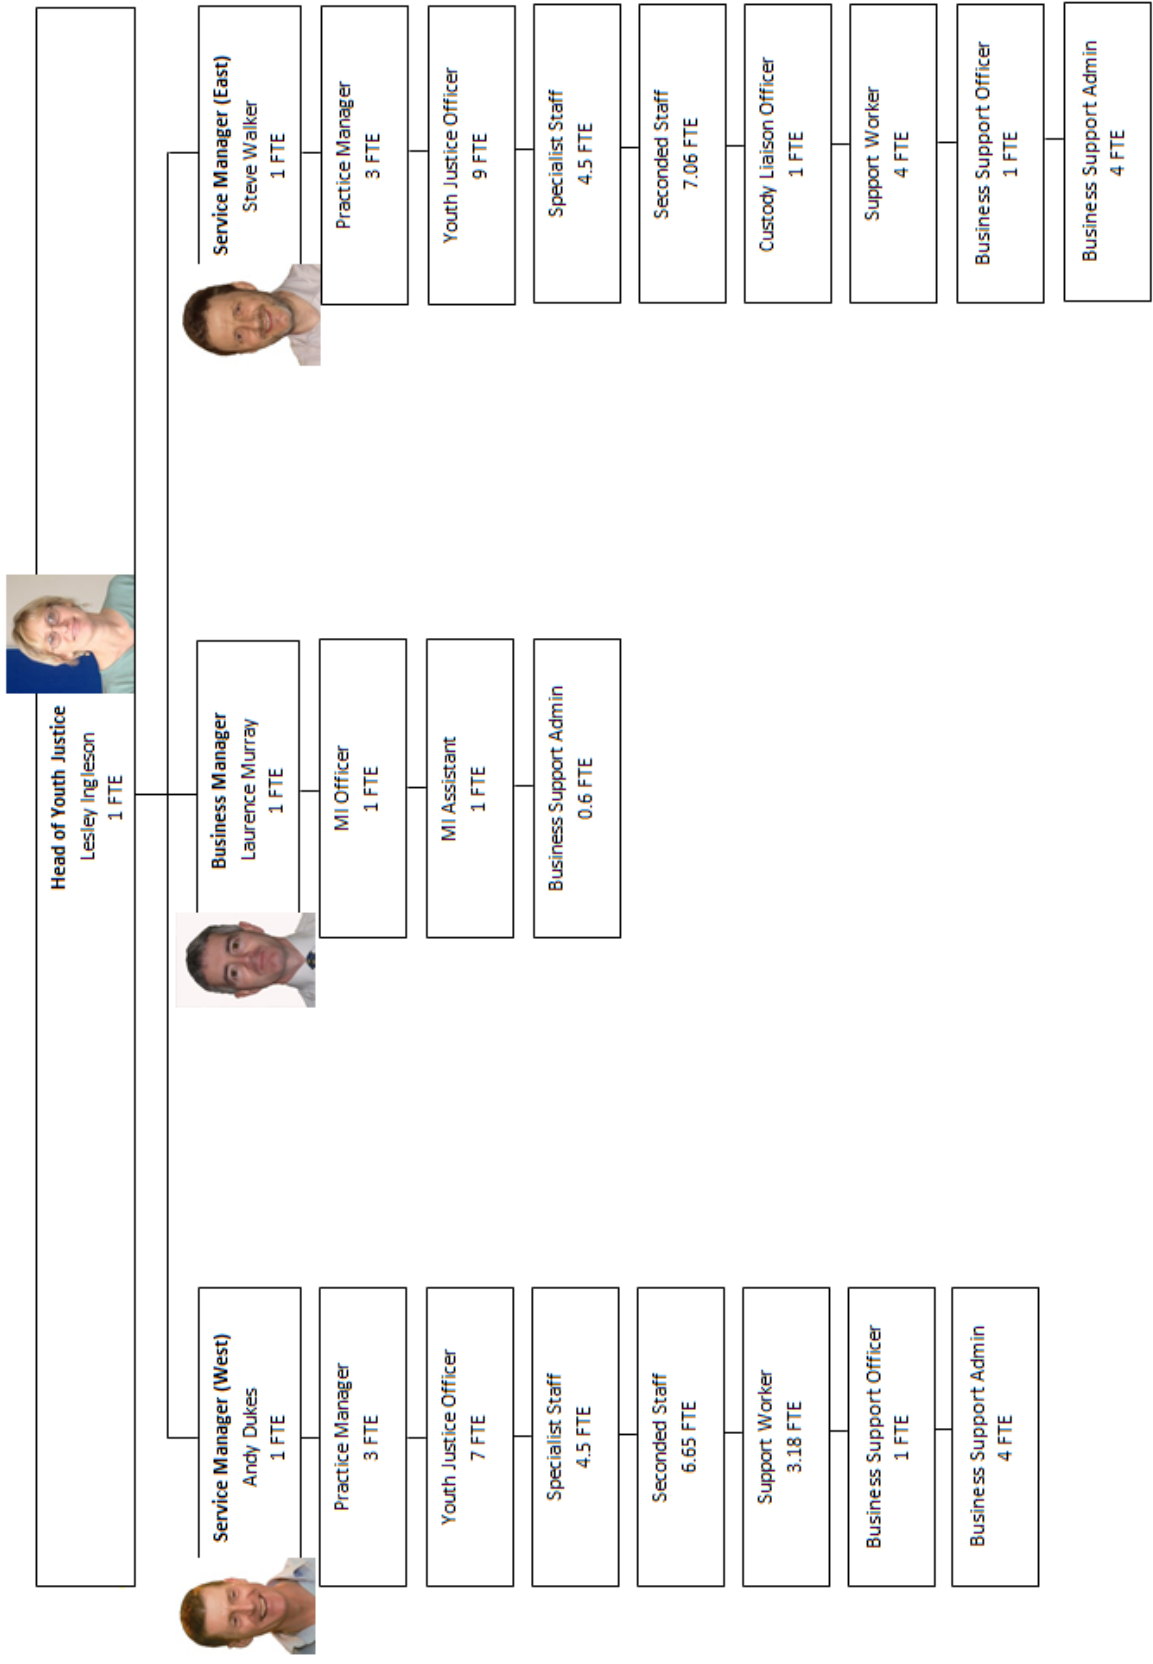 Head of Youth Justice
Lesley Ingleson
1 FTE
Service Manager (West)
Andy Dukes
1 FTE
Practice Manager
3 FTE
Youth Justice Officer
7 FTE
Specialist Staff
4.5 FTE
Seconded Staff
6.65 FTE
Support Worker
3.18 FTE
Business Support Officer
1 FTE
Business Support Admin
4 FTE
Business Manager
Laurence Murray
1 FTE
MI Officer
1 FTE
MI Assistant
1 FTE
Business Support Admin
0.6 FTE
Service Manager (East)
Steve Walker
1 FTE
Practice Manager
3 FTE
Youth Justice Officer
9 FTE
Specialist Staff
4.5 FTE
Seconded Staff
7.06 FTE
Custody Liaison Officer
1 FTE
Support Worker
4 FTE
Business Support Officer
1 FTE
Business Support Admin
4 FTE